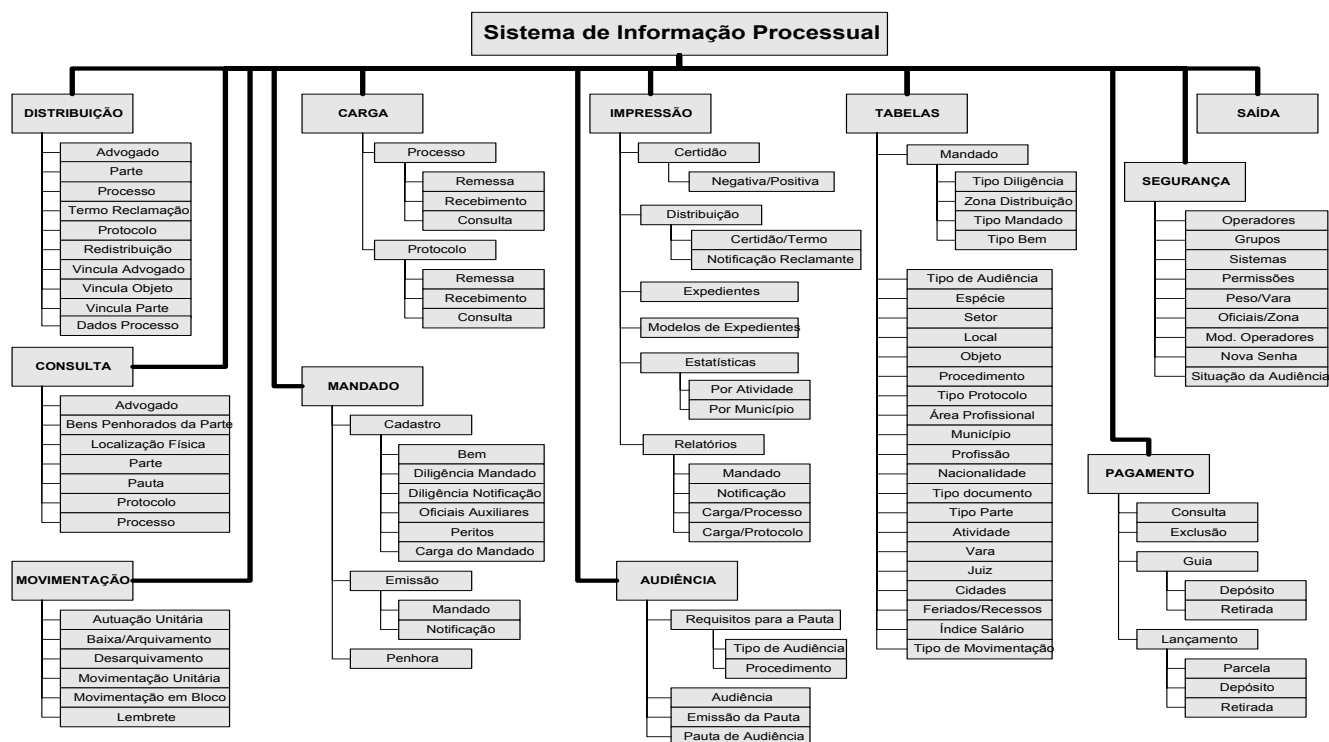 Sistema de Informação Processual
DISTRIBUIÇÃO
Advogado
Parte
Processo
Termo Reclamação
Protocolo
Redistribuição
Vincula Advogado
Vincula Objeto
Vincula Parte
Dados Processo
CONSULTA
Advogado
Bens Penhorados da Parte
Localização Física
Parte
Pauta
Protocolo
Processo
MOVIMENTAÇÃO
Autuação Unitária
Baixa/Arquivamento
Desarquivamento
Movimentação Unitária
Movimentação em Bloco
Lembrete
CARGA
Processo
Remessa
Recebimento
Consulta
Protocolo
Remessa
Recebimento
Consulta
MANDADO
Cadastro
Bem
Diligência Mandado
Diligência Notificação
Oficiais Auxiliares
Peritos
Carga do Mandado
Emissão
Mandado
Notificação
Penhora
IMPRESSÃO
Certidão
Negativa/Positiva
Distribuição
Certidão/Termo
Notificação Reclamante
Expedientes
Modelos de Expedientes
Estatísticas
Por Atividade
Por Município
Relatórios
Mandado
Notificação
Carga/Processo
Carga/Protocolo
AUDIÊNCIA
Requisitos para a Pauta
Tipo de Audiência
Procedimento
Audiência
Emissão da Pauta
Pauta de Audiência
TABELAS
Mandado
Tipo Diligência
Zona Distribuição
Tipo Mandado
Tipo Bem
Tipo de Audiência
Espécie
Setor
Local
Objeto
Procedimento
Tipo Protocolo
Área Profissional
Município
Profissão
Nacionalidade
Tipo documento
Tipo Parte
Atividade
Vara
Juiz
Cidades
Feriados/Recessos
Índice Salário
Tipo de Movimentação
SAÍDA
SEGURANÇA
Operadores
Grupos
Sistemas
Permissões
Peso/Vara
Oficiais/Zona
Mod. Operadores
Nova Senha
Situação da Audiência
PAGAMENTO
Consulta
Exclusão
Guia
Depósito
Retirada
Lançamento
Parcela
Depósito
Retirada